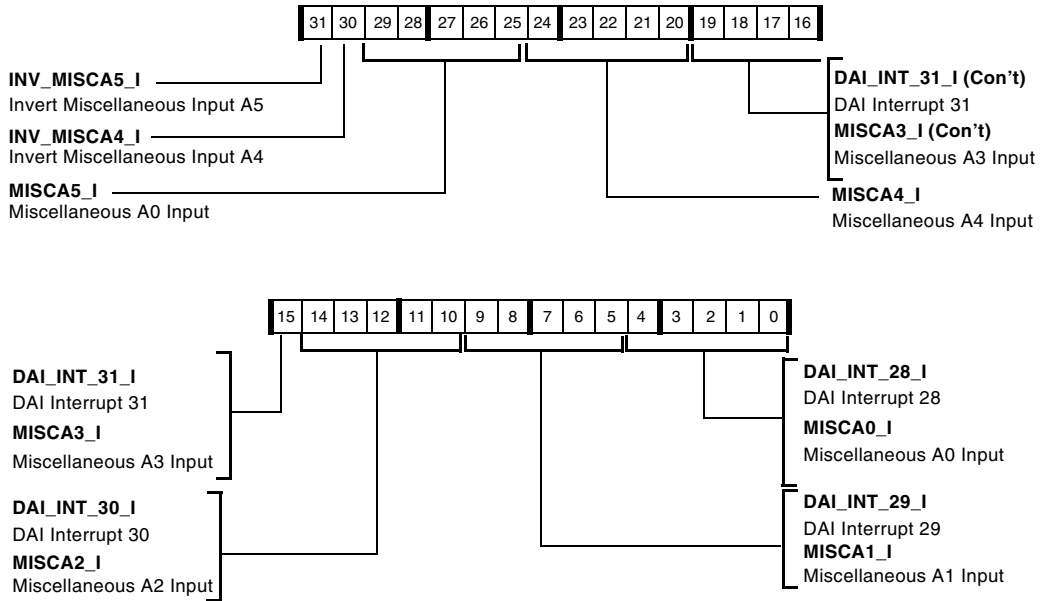 31 30 29 28 27 26 25 24 23 22 21 20 19 18 17 16
INV_MISCA5_I
Invert Miscellaneous Input A5
INV_MISCA4_I
Invert Miscellaneous Input A4
MISCA5_I
Miscellaneous A0 Input
DAI_INT_31_I (Con't)
DAI Interrupt 31
MISCA3_I (Con't)
Miscellaneous A3 Input
MISCA4_I
Miscellaneous A4 Input
15 14 13 12 11 10 9 8 7 6 5 4 3 2 1 0
DAI_INT_31_I
DAI Interrupt 31
MISCA3_I
Miscellaneous A3 Input
DAI_INT_30_I
DAI Interrupt 30
MISCA2_I
Miscellaneous A2 Input
DAI_INT_28_I
DAI Interrupt 28
MISCA0_I
Miscellaneous A0 Input
DAI_INT_29_I
DAI Interrupt 29
MISCA1_I
Miscellaneous A1 Input